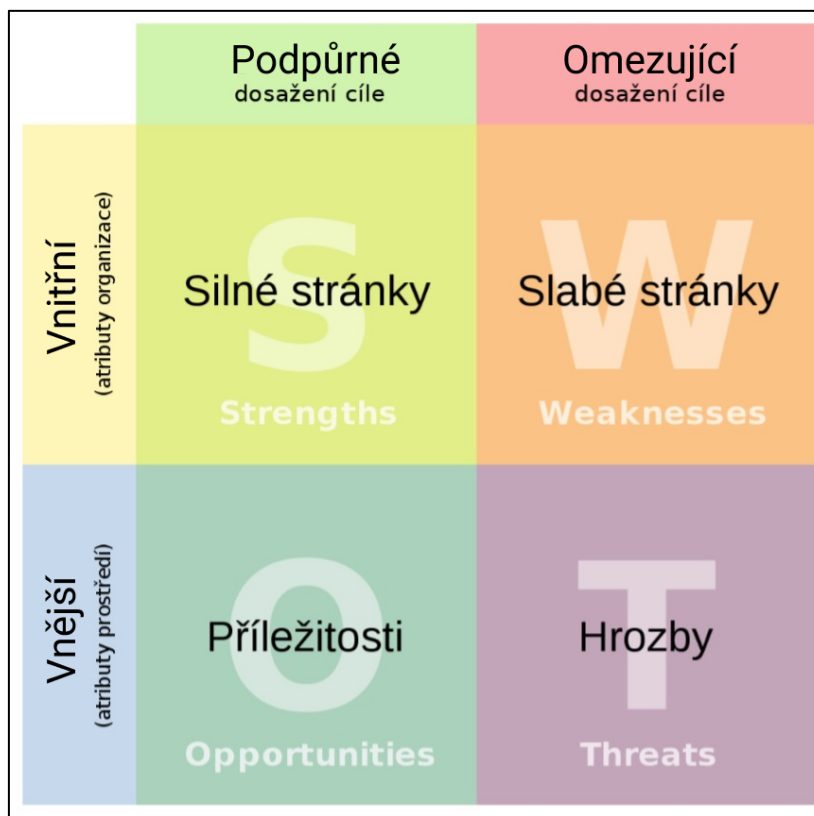 Podpůrné
dosažení cíle
Omezující
dosažení cíle
Vnitřní
(atributy organizace)
S
Silné stránky
Strengths
W
Slabé stránky
Weaknesses
Vnější
(atributy prostředí)
O
Příležitosti
Opportunities
T
Hrozby
Threats